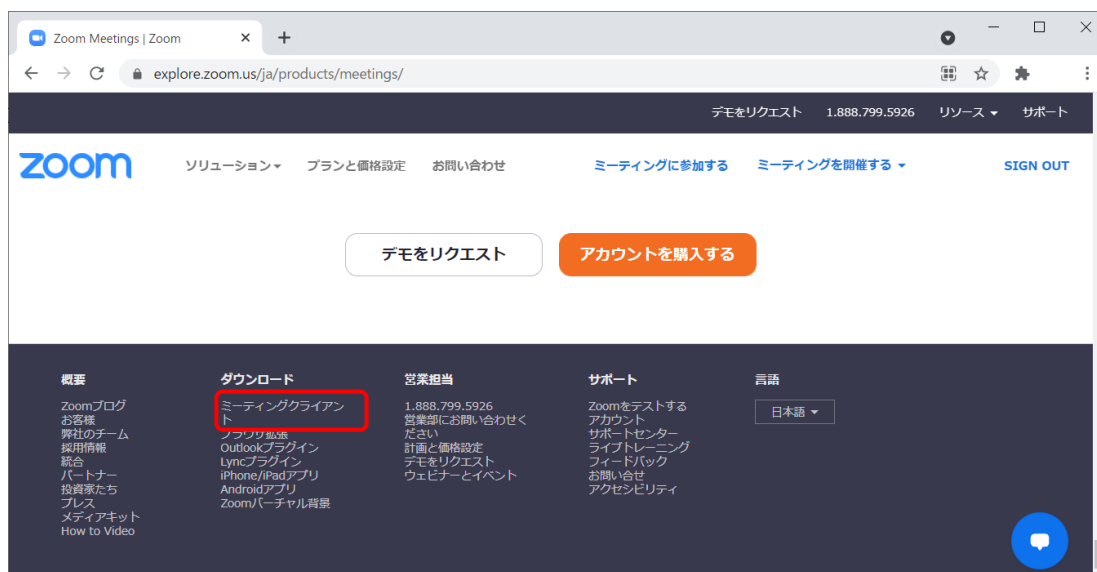 Zoom Meetings | Zoom
explore.zoom.us/ja/products/meetings/
デモをリクエスト 1.888.799.5926 リソース サポート
zoom ソリューション プランと価格設定 お問い合わせ ミーティングに参加する ミーティングを開催する SIGN OUT
デモをリクエスト アカウントを購入する
概要
Zoomブログ
お客様
弊社のチーム
採用情報
統合
パートナー
投資家たち
プレス
メディアキット
How to Video
ダウンロード
ミーティングクライアン
ト
ブラウザ拡張
Outlookプラグイン
Lyncプラグイン
iPhone/iPadアプリ
Androidアプリ
Zoomバーチャル背景
営業担当
1.888.799.5926
営業部にお問い合わせく
ださい
計画と価格設定
デモをリクエスト
ウェビナーとイベント
サポート
Zoomをテストする
アカウント
サポートセンター
ライブトレーニング
フィードバック
お問い合せ
アクセシビリティ
言語
日本語